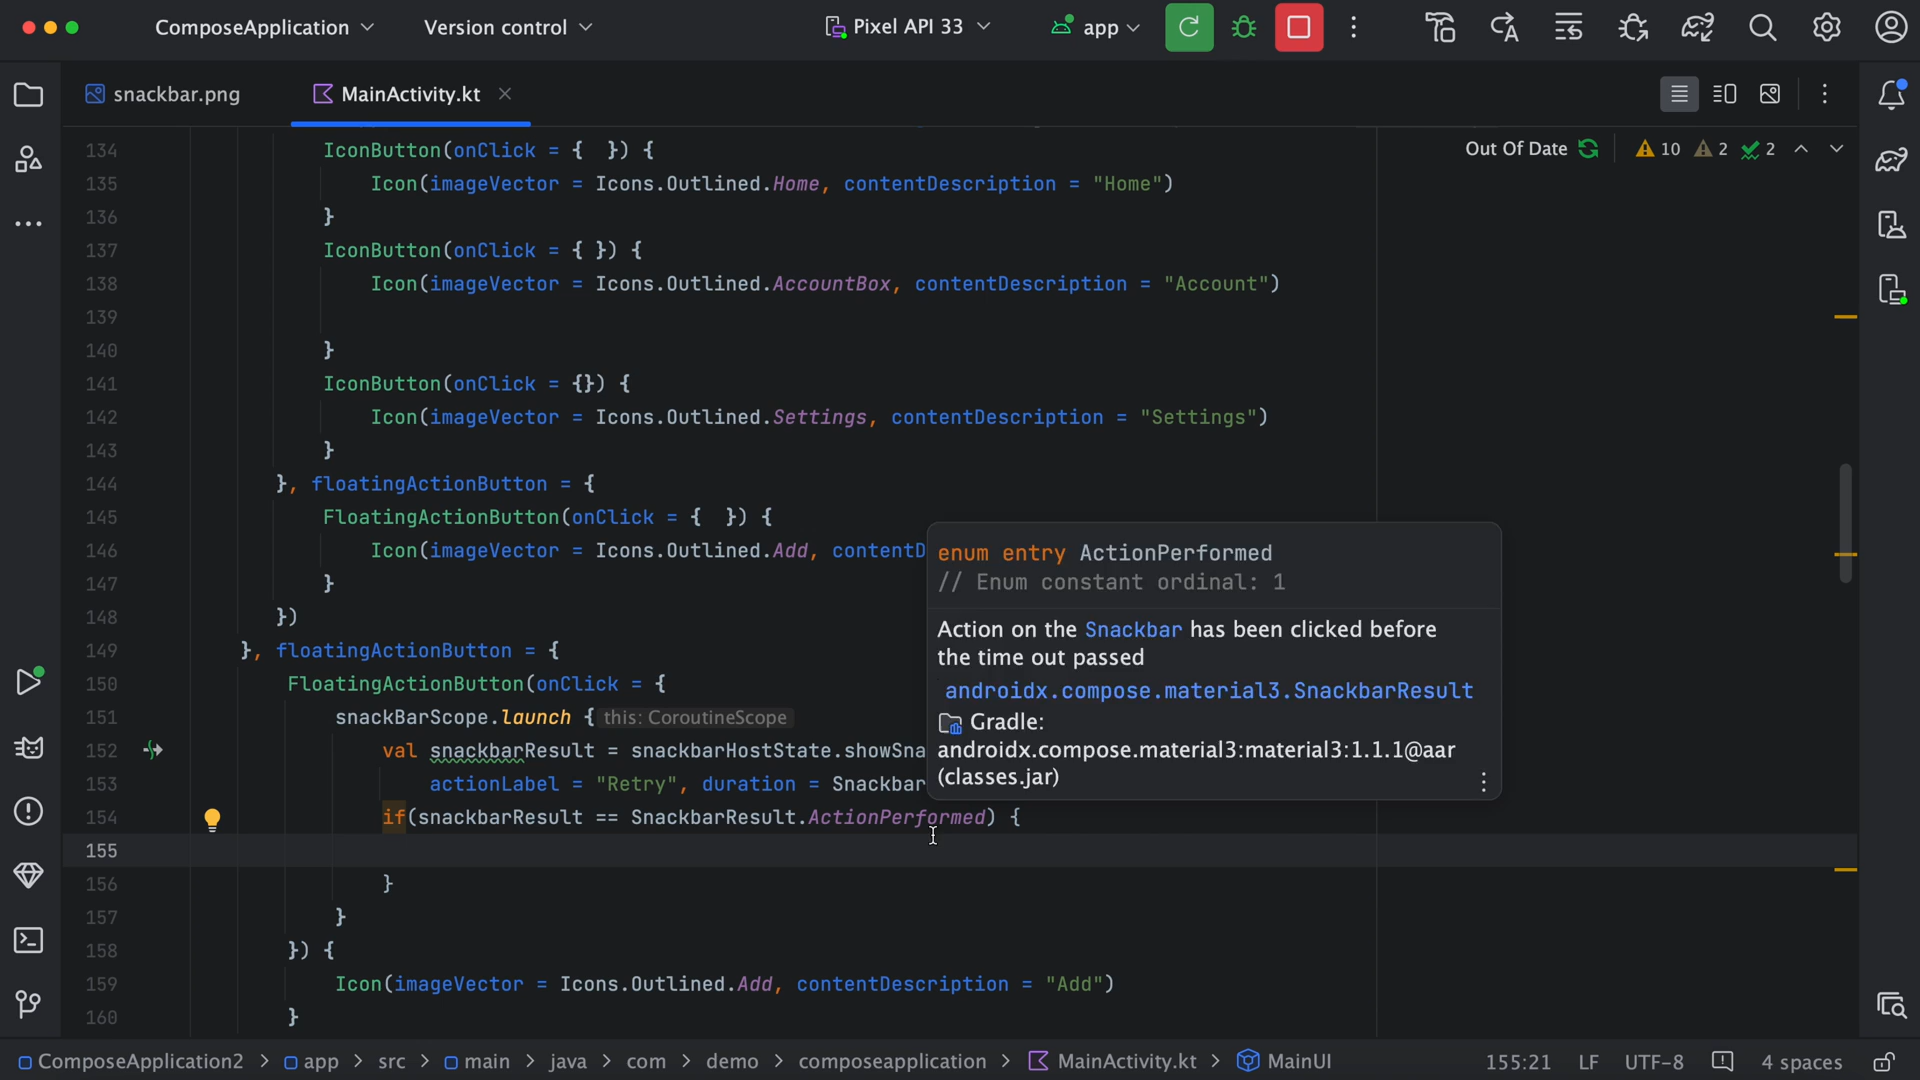 ComposeApplication Version control Pixel API 33 app
snackbar.png MainActivity.kt
Out Of Date 10 2 2
134 IconButton(onClick = {  }) {
135 Icon(imageVector = Icons.Outlined.Home, contentDescription = "Home")
136 }
137 IconButton(onClick = { }) {
138 Icon(imageVector = Icons.Outlined.AccountBox, contentDescription = "Account")
139
140 }
141 IconButton(onClick = {}) {
142 Icon(imageVector = Icons.Outlined.Settings, contentDescription = "Settings")
143 }
144 }, floatingActionButton = {
145 FloatingActionButton(onClick = {  }) {
146 Icon(imageVector = Icons.Outlined.Add, contentD
147 }
148 })
149 }, floatingActionButton = {
150 FloatingActionButton(onClick = {
151 snackBarScope.launch { this: CoroutineScope
152 val snackbarResult = snackbarHostState.showSna
153 actionLabel = "Retry", duration = Snackbar
154 if(snackbarResult == SnackbarResult.ActionPerformed) {
155
156 }
157 }
158 }) {
159 Icon(imageVector = Icons.Outlined.Add, contentDescription = "Add")
160 }
enum entry ActionPerformed
// Enum constant ordinal: 1
Action on the Snackbar has been clicked before
the time out passed
androidx.compose.material3.SnackbarResult
Gradle:
androidx.compose.material3:material3:1.1.1@aar
(classes.jar)
ComposeApplication2 > app > src > main > java > com > demo > composeapplication > MainActivity.kt > MainUI 155:21 LF UTF-8 4 spaces